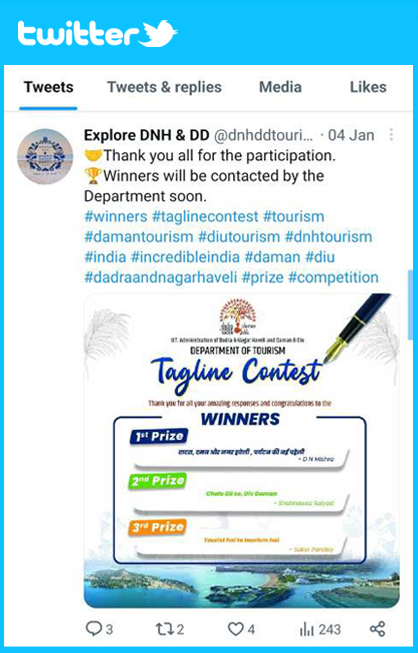 twitter
Tweets Tweets & replies Media Likes
Explore DNH & DD @dnhddtouri... · 04 Jan
🤝Thank you all for the participation.
🏆Winners will be contacted by the
Department soon.
#winners #taglinecontest #tourism
#damantourism #diutourism #dnhtourism
#india #incredibleindia #daman #diu
#dadraandnagarhaveli #prize #competition
U.T. Administration of Dadra & Nagar Haveli and Daman & Diu
DEPARTMENT OF TOURISM
Tagline Contest
Thank you for all your amazing responses and congratulations to the
WINNERS
1st Prize
दादरा, दमन और नगर हवेली, पर्यटन की नई पहेली
- D N Mishra
2nd Prize
Chalo Dil se, Div Daman
- Shahnawaz Saiyad
3rd Prize
Tourist hai to tourism hai
- Saket Pandey
3 2 4 243